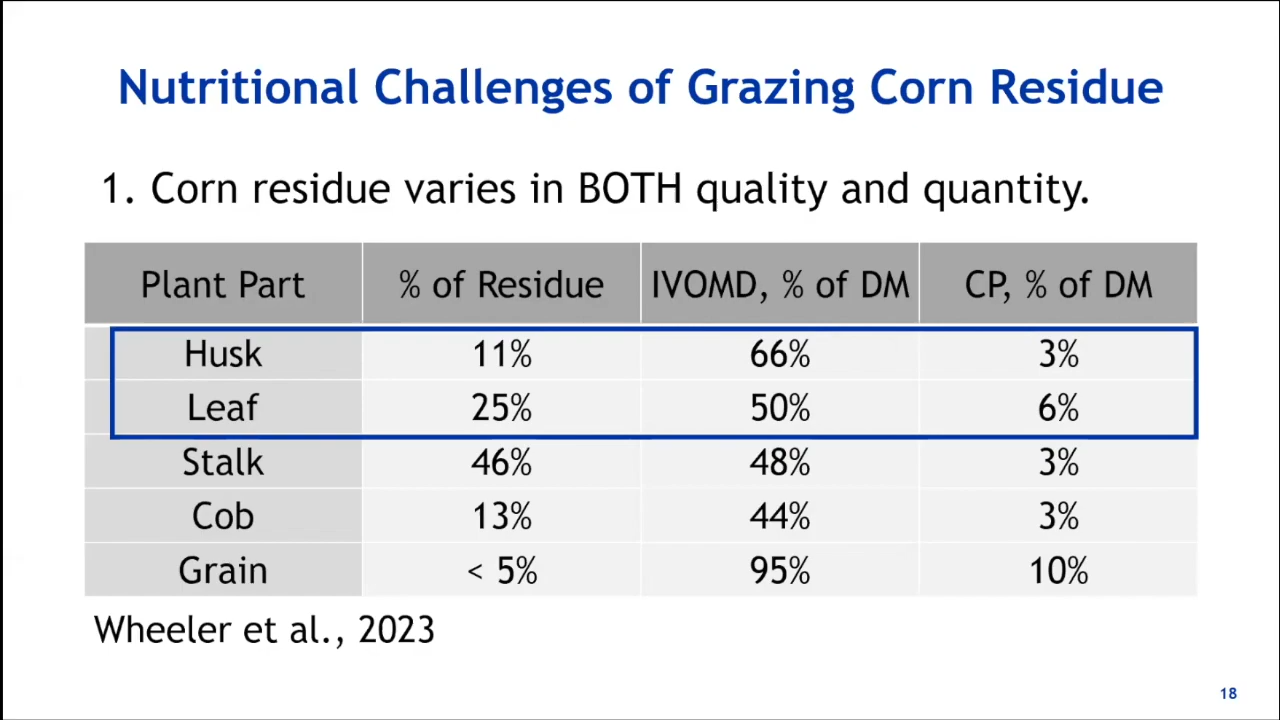 Nutritional Challenges of Grazing Corn Residue
1. Corn residue varies in BOTH quality and quantity.
Plant Part % of Residue IVOMD, % of DM CP, % of DM
Husk 11% 66% 3%
Leaf 25% 50% 6%
Stalk 46% 48% 3%
Cob 13% 44% 3%
Grain < 5% 95% 10%
Wheeler et al., 2023
18